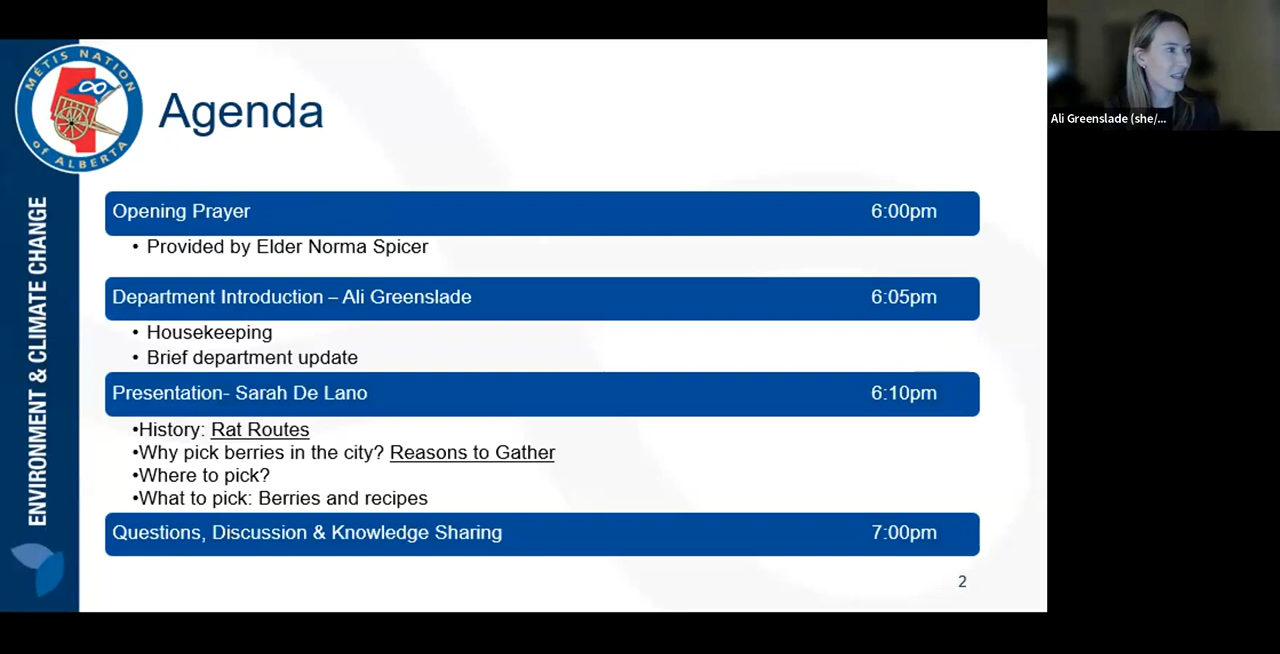 MÉTIS NATION
of ALBERTA
Agenda
ENVIRONMENT & CLIMATE CHANGE
Opening Prayer 6:00pm
• Provided by Elder Norma Spicer
Department Introduction – Ali Greenslade 6:05pm
• Housekeeping
• Brief department update
Presentation- Sarah De Lano 6:10pm
•History: Rat Routes
•Why pick berries in the city? Reasons to Gather
•Where to pick?
•What to pick: Berries and recipes
Questions, Discussion & Knowledge Sharing 7:00pm
2
Ali Greenslade (she/...